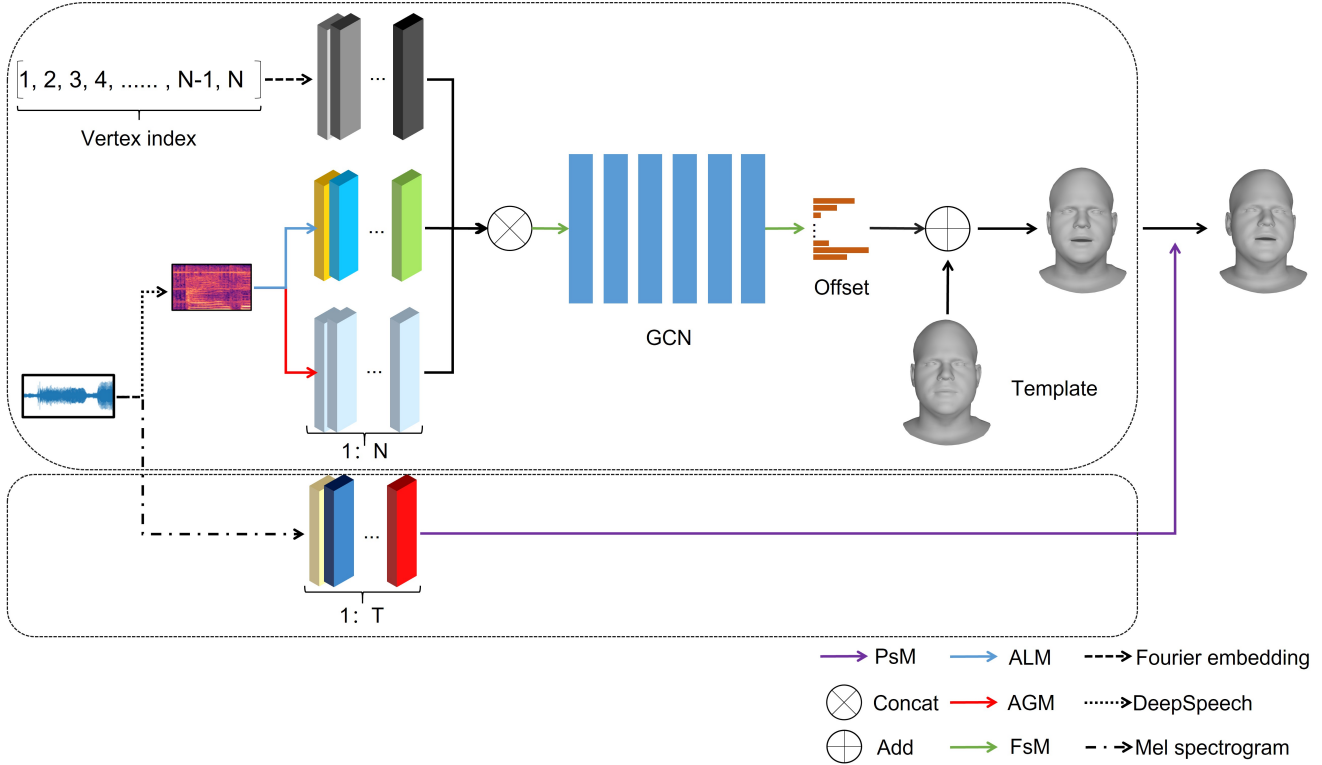 [1, 2, 3, 4, ...... , N-1, N ]
Vertex index
...
...
...
1: N
GCN
Offset
Template
...
1: T
PsM
ALM
Fourier embedding
Concat
AGM
DeepSpeech
Add
FsM
Mel spectrogram